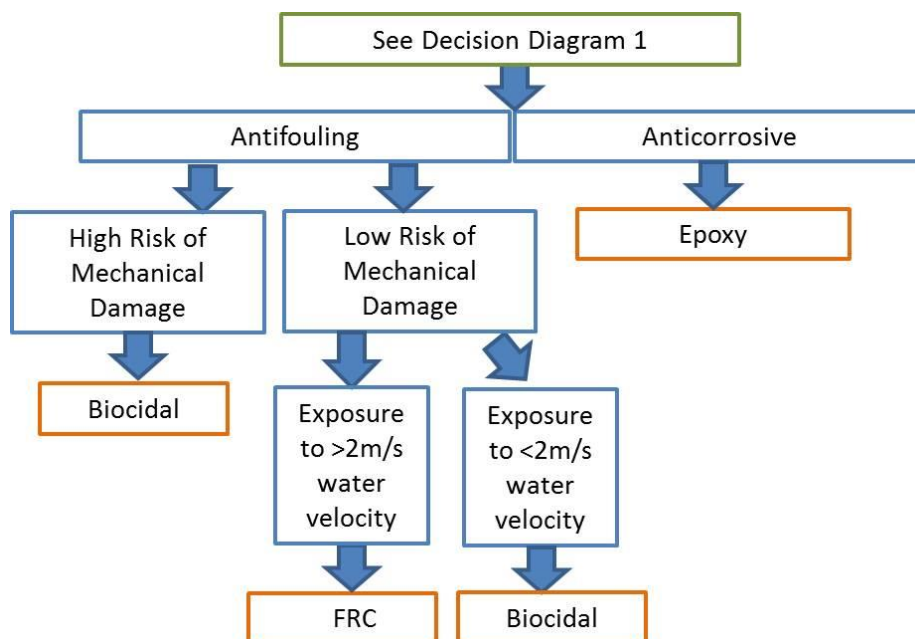 See Decision Diagram 1
Antifouling
Anticorrosive
High Risk of
Mechanical
Damage
Low Risk of
Mechanical
Damage
Epoxy
Biocidal
Exposure
to >2m/s
water
velocity
Exposure
to <2m/s
water
velocity
FRC
Biocidal